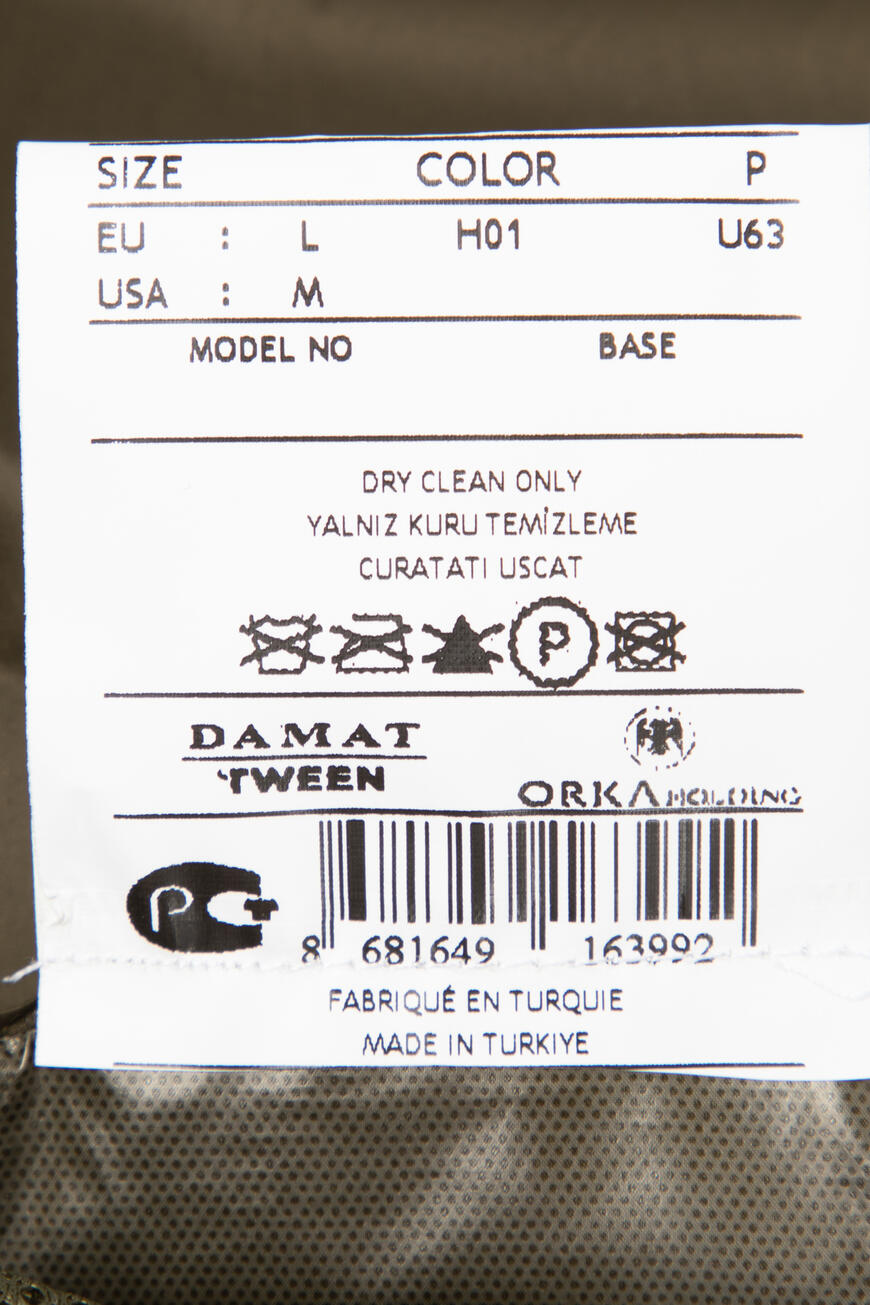 SIZE COLOR P
EU : L H01 U63
USA : M
MODEL NO BASE
DRY CLEAN ONLY
YALNIZ KURU TEMİZLEME
CURATATI USCAT
P
DAMAT
'TWEEN
ORKA HOLDING
8 681649 163992
FABRIQUÉ EN TURQUIE
MADE IN TURKIYE